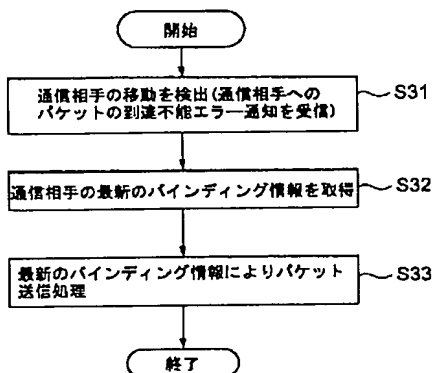 開始
通信相手の移動を検出(通信相手への
パケットの到達不能エラー通知を受信)
S31
通信相手の最新のバインディング情報を取得
S32
最新のバインディング情報によりパケット
送信処理
S33
終了